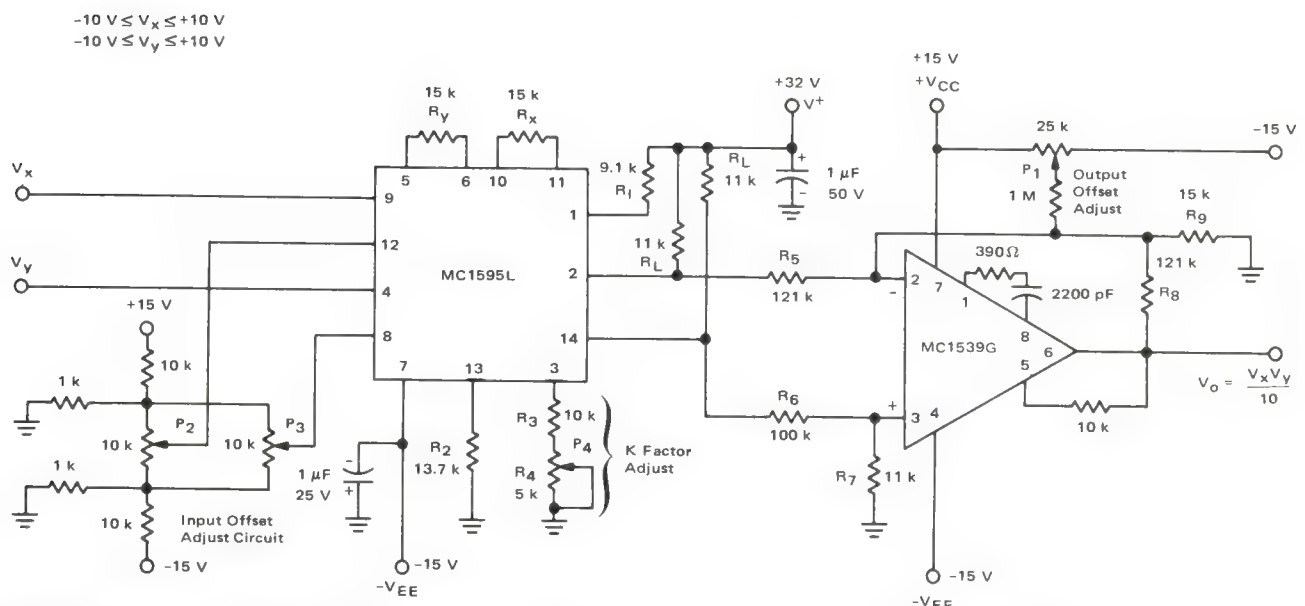 -10 V ≤ Vx ≤ +10 V
-10 V ≤ Vy ≤ +10 V
+32 V
V+
+15 V
+VCC
15 k
Ry
15 k
Rx
25 k
-15 V
Vx
9.1 k
R1
RL
11 k
1 μF
50 V
+
-
P1
1 M
Output
Offset
Adjust
15 k
R9
5
6
10
11
9
1
12
11 k
RL
390Ω
121 k
MC1595L
2
R5
121 k
2
-
7
1
2200 pF
R8
Vy
4
+15 V
8
14
MC1539G
8
6
5
Vo = VxVy
10
10 k
7
13
3
1 k
P2
10 k
P3
10 k
R3
10 k
P4
K Factor
Adjust
R6
100 k
+
3
4
10 k
1 k
1 μF
25 V
-
+
R2
13.7 k
R4
5 k
R7
11 k
10 k
Input Offset
Adjust Circuit
-15 V
-15 V
-VEE
-15 V
-VEE